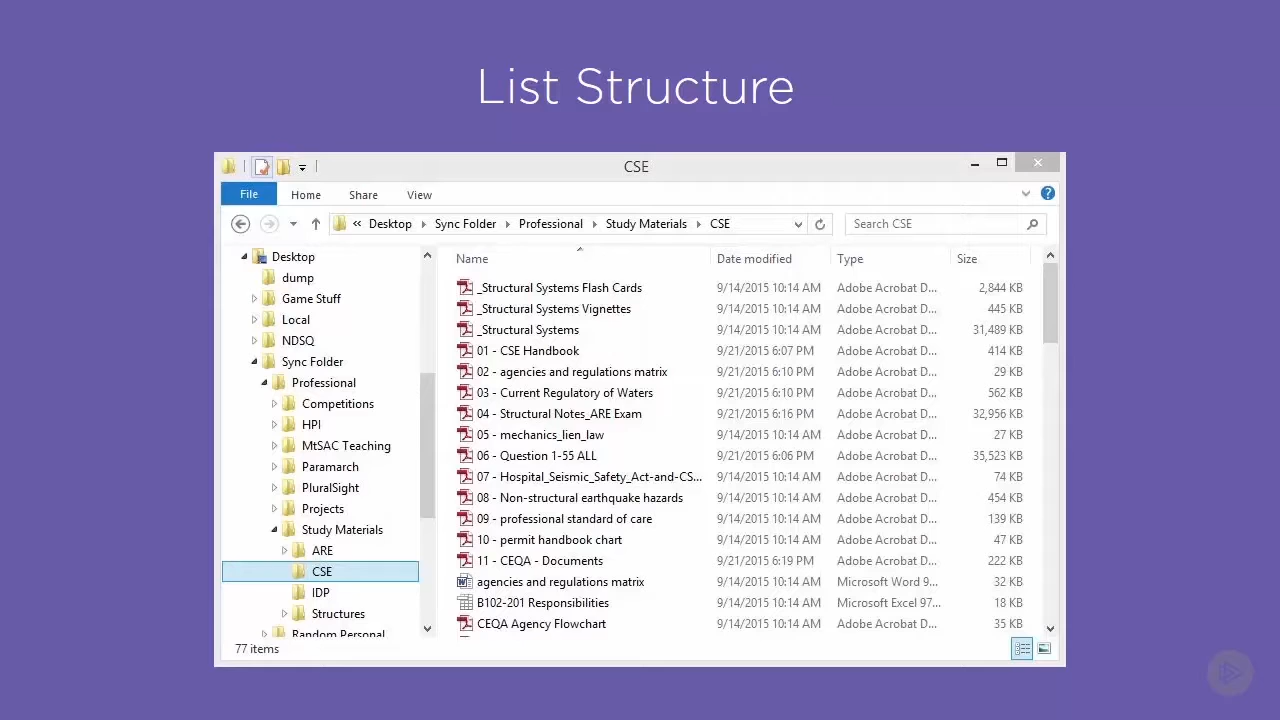 List Structure
CSE
File Home Share View
« Desktop Sync Folder Professional Study Materials CSE Search CSE
Desktop
dump
Game Stuff
Local
NDSQ
Sync Folder
Professional
Competitions
HPI
MtSAC Teaching
Paramarch
PluralSight
Projects
Study Materials
ARE
CSE
IDP
Structures
Random Personal
Name Date modified Type Size
_Structural Systems Flash Cards 9/14/2015 10:14 AM Adobe Acrobat D... 2,844 KB
_Structural Systems Vignettes 9/14/2015 10:14 AM Adobe Acrobat D... 445 KB
_Structural Systems 9/14/2015 10:14 AM Adobe Acrobat D... 31,489 KB
01 - CSE Handbook 9/21/2015 6:07 PM Adobe Acrobat D... 414 KB
02 - agencies and regulations matrix 9/21/2015 6:10 PM Adobe Acrobat D... 29 KB
03 - Current Regulatory of Waters 9/21/2015 6:10 PM Adobe Acrobat D... 562 KB
04 - Structural Notes_ARE Exam 9/21/2015 6:16 PM Adobe Acrobat D... 32,956 KB
05 - mechanics_lien_law 9/14/2015 10:14 AM Adobe Acrobat D... 27 KB
06 - Question 1-55 ALL 9/21/2015 6:06 PM Adobe Acrobat D... 35,523 KB
07 - Hospital_Seismic_Safety_Act-and-CS... 9/14/2015 10:14 AM Adobe Acrobat D... 74 KB
08 - Non-structural earthquake hazards 9/14/2015 10:14 AM Adobe Acrobat D... 454 KB
09 - professional standard of care 9/14/2015 10:14 AM Adobe Acrobat D... 139 KB
10 - permit handbook chart 9/14/2015 10:14 AM Adobe Acrobat D... 47 KB
11 - CEQA - Documents 9/21/2015 6:19 PM Adobe Acrobat D... 222 KB
agencies and regulations matrix 9/14/2015 10:14 AM Microsoft Word 9... 32 KB
B102-201 Responsibilities 9/14/2015 10:14 AM Microsoft Excel 97... 18 KB
CEQA Agency Flowchart 9/14/2015 10:14 AM Adobe Acrobat D... 35 KB
77 items